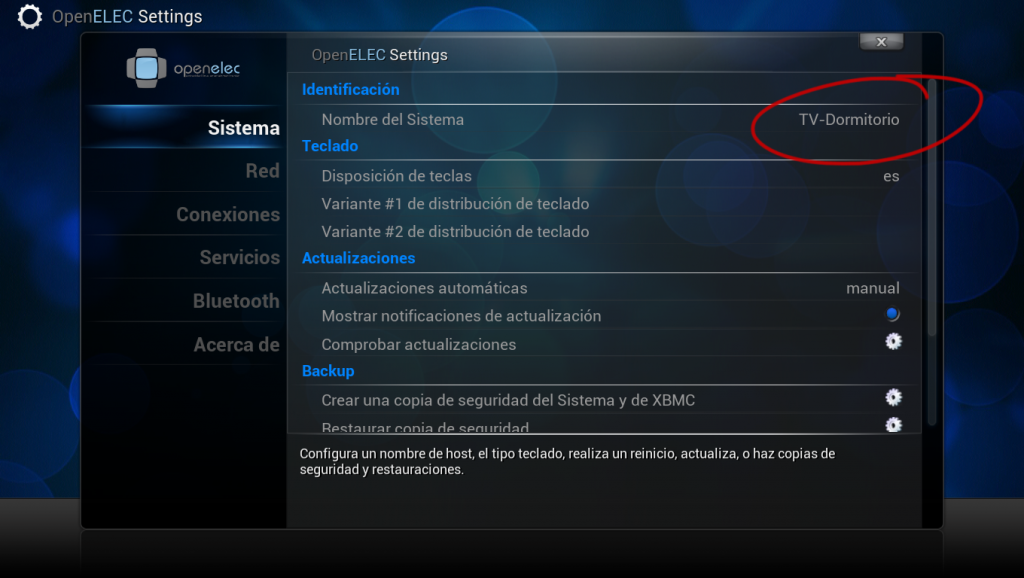 OpenELEC Settings
openelec
OpenELEC Settings
x
Sistema
Red
Conexiones
Servicios
Bluetooth
Acerca de
Identificación
Nombre del Sistema TV-Dormitorio
Teclado
Disposición de teclas es
Variante #1 de distribución de teclado
Variante #2 de distribución de teclado
Actualizaciones
Actualizaciones automáticas manual
Mostrar notificaciones de actualización
Comprobar actualizaciones
Backup
Crear una copia de seguridad del Sistema y de XBMC
Restaurar copia de seguridad
Configura un nombre de host, el tipo teclado, realiza un reinicio, actualiza, o haz copias de
seguridad y restauraciones.